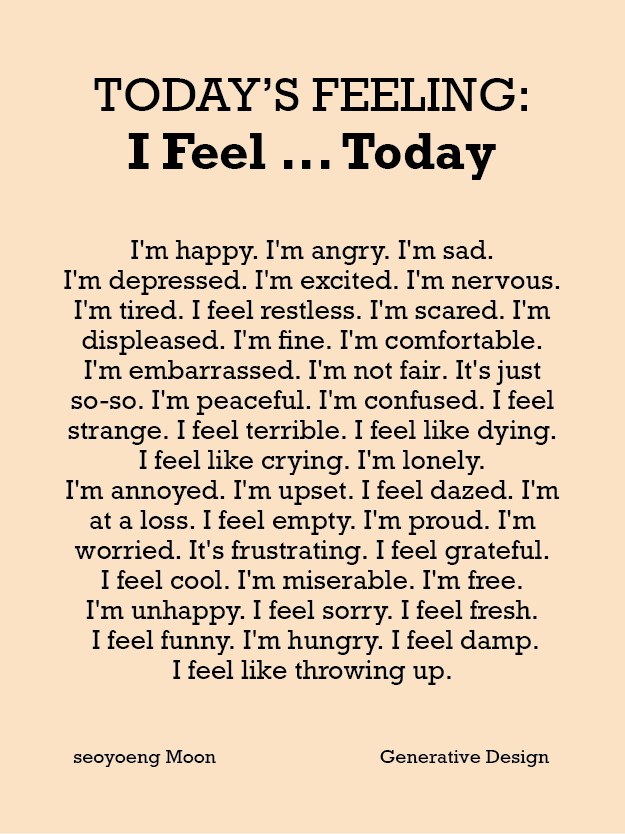 TODAY’S FEELING:
I Feel ... Today
I'm happy. I'm angry. I'm sad.
I'm depressed. I'm excited. I'm nervous.
I'm tired. I feel restless. I'm scared. I'm
displeased. I'm fine. I'm comfortable.
I'm embarrassed. I'm not fair. It's just
so-so. I'm peaceful. I'm confused. I feel
strange. I feel terrible. I feel like dying.
I feel like crying. I'm lonely.
I'm annoyed. I'm upset. I feel dazed. I'm
at a loss. I feel empty. I'm proud. I'm
worried. It's frustrating. I feel grateful.
I feel cool. I'm miserable. I'm free.
I'm unhappy. I feel sorry. I feel fresh.
I feel funny. I'm hungry. I feel damp.
I feel like throwing up.
seoyoeng Moon
Generative Design